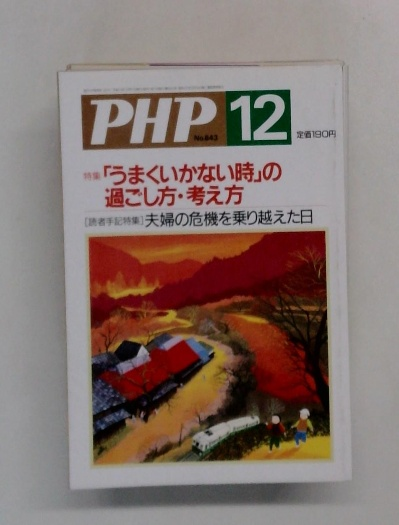 PHP
No.643
12
定価190円
特集「うまくいかない時」の
過ごし方・考え方
[読者手記特集]夫婦の危機を乗り越えた日